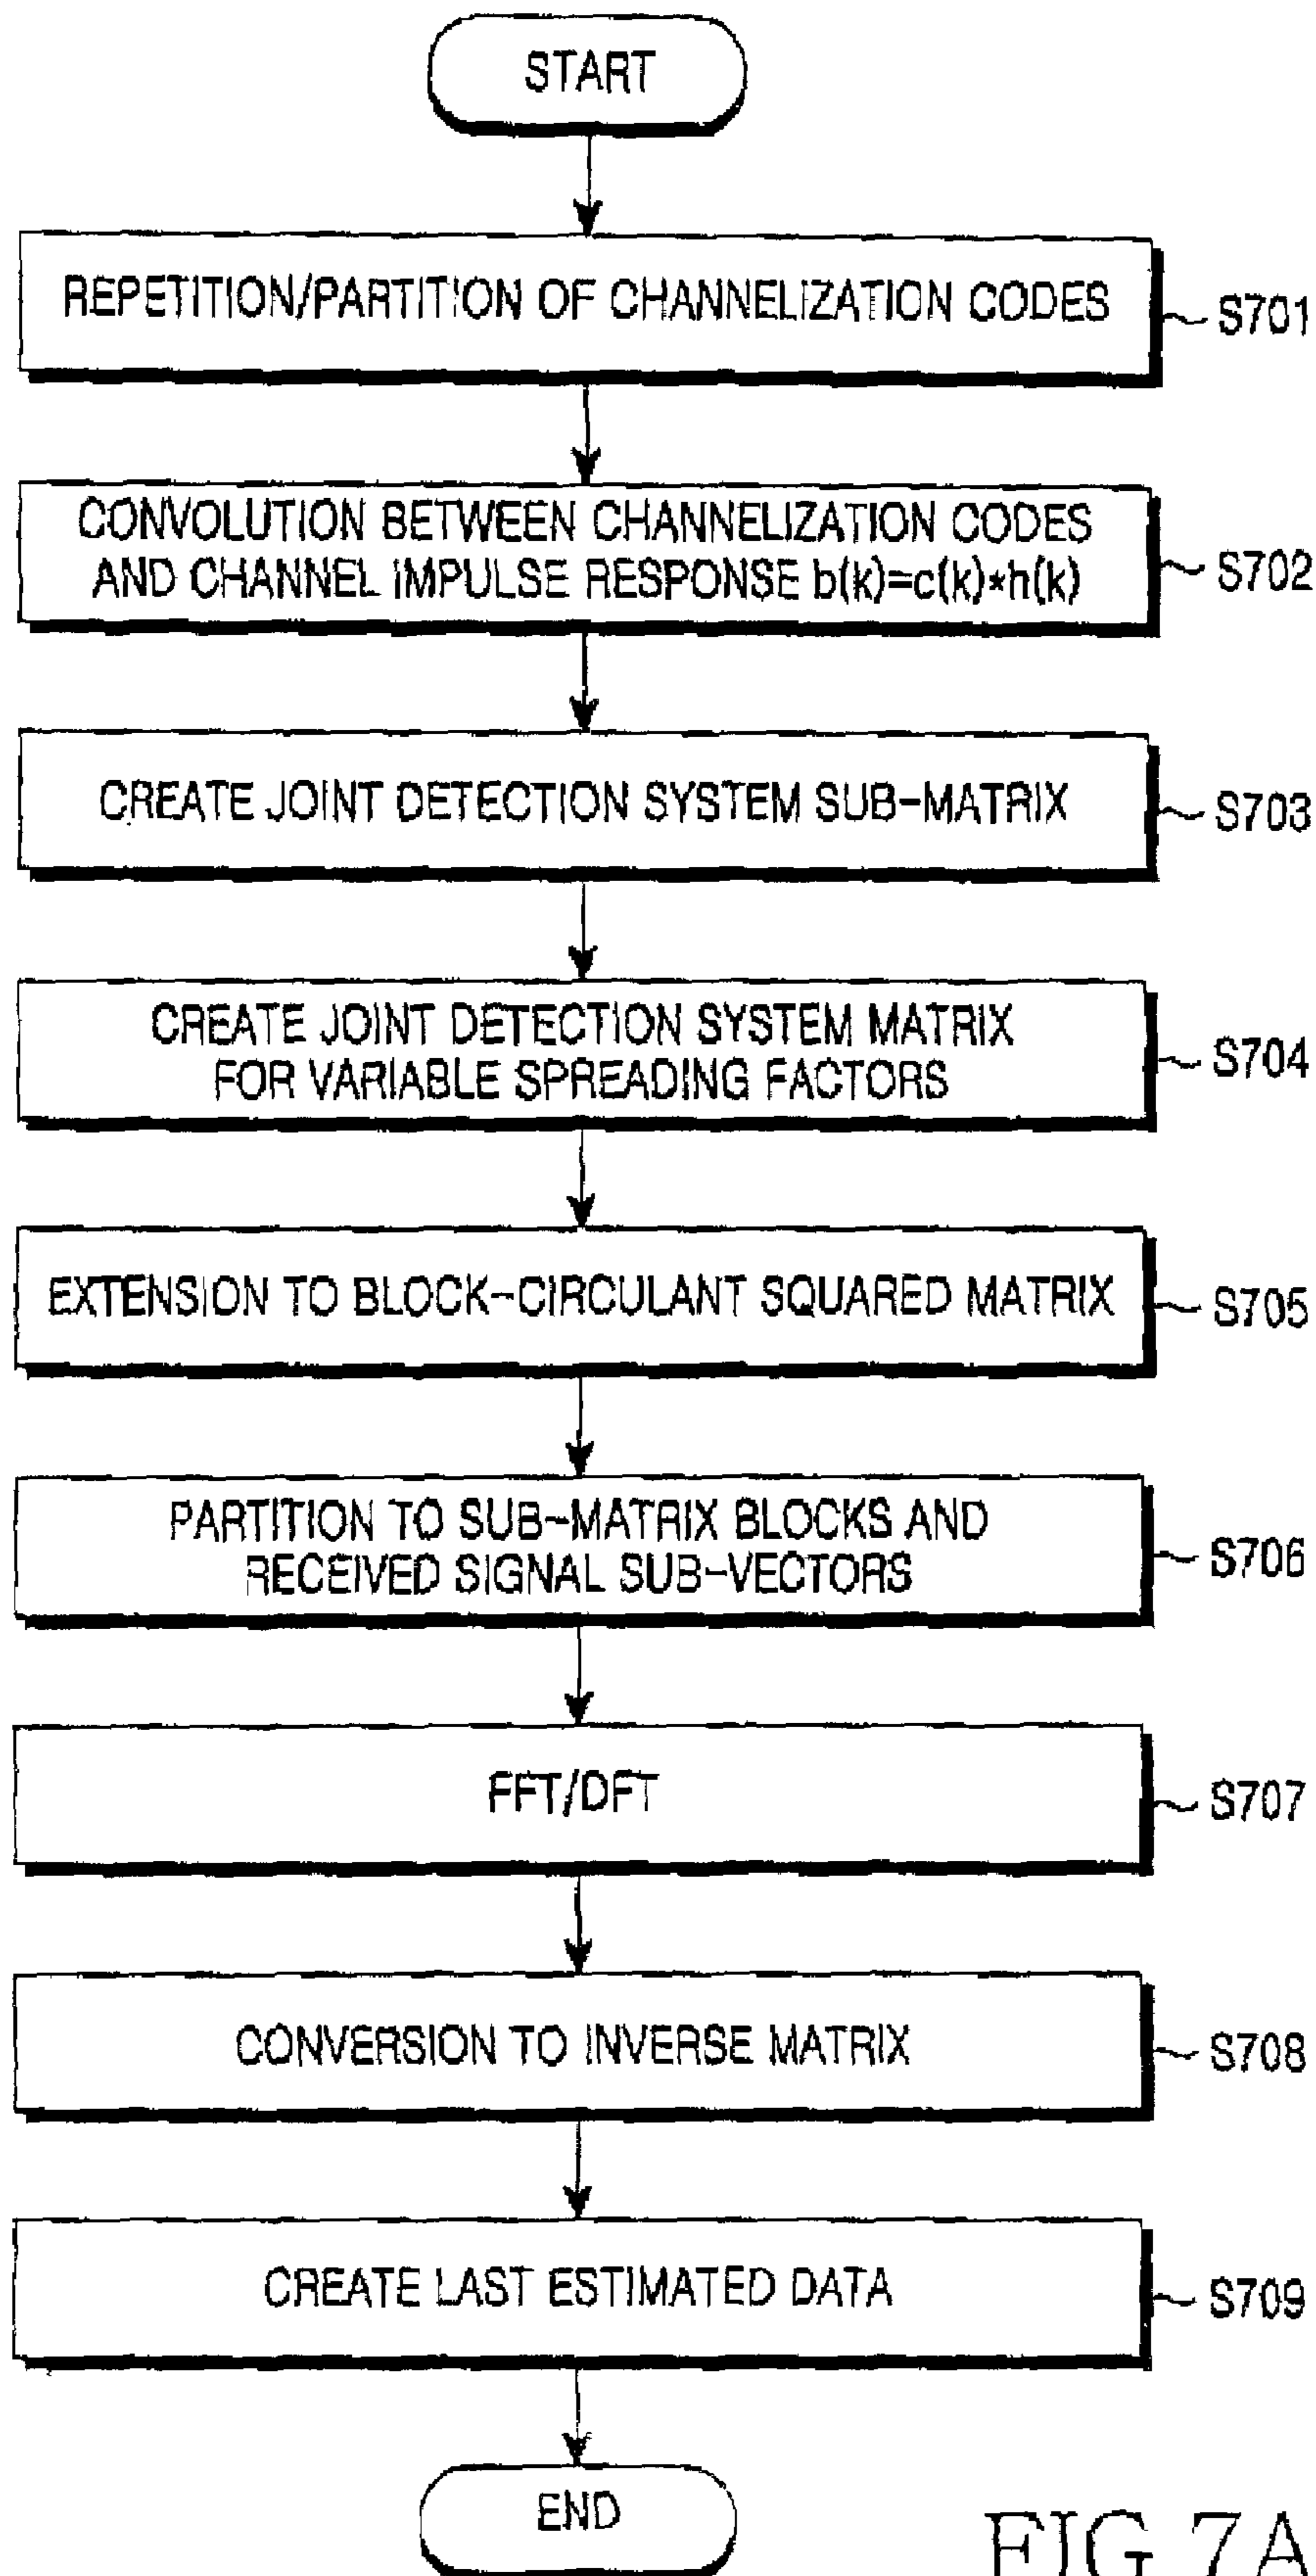 START
REPETITION/PARTITION OF CHANNELIZATION CODES
S701
CONVOLUTION BETWEEN CHANNELIZATION CODES
AND CHANNEL IMPULSE RESPONSE b(k)=c(k)*h(k)
S702
CREATE JOINT DETECTION SYSTEM SUB-MATRIX
S703
CREATE JOINT DETECTION SYSTEM MATRIX
FOR VARIABLE SPREADING FACTORS
S704
EXTENSION TO BLOCK-CIRCULANT SQUARED MATRIX
S705
PARTITION TO SUB-MATRIX BLOCKS AND
RECEIVED SIGNAL SUB-VECTORS
S706
FFT/DFT
S707
CONVERSION TO INVERSE MATRIX
S708
CREATE LAST ESTIMATED DATA
S709
END
FIG.7A